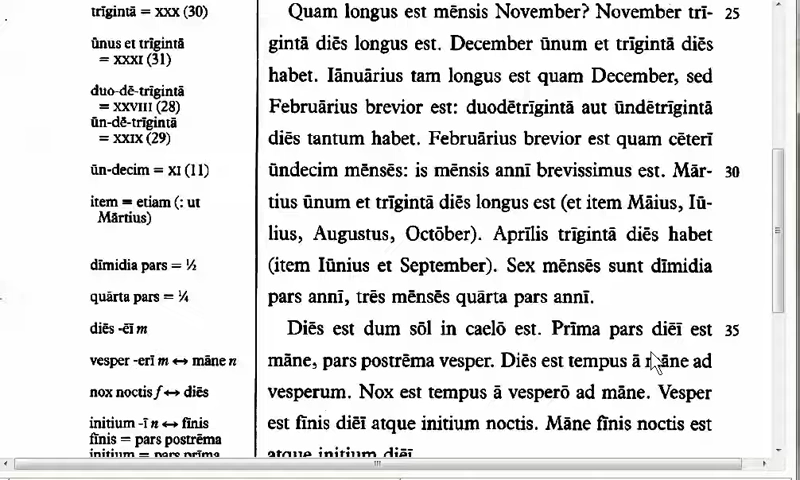 trīgintā = XXX (30)
ūnus et trīgintā
= XXXI (31)
duo-dē-trīgintā
= XXVIII (28)
ūn-dē-trīgintā
= XXIX (29)
ūn-decim = XI (11)
item = etiam (: ut
Mārtius)
dīmidia pars = ½
quārta pars = ¼
diēs -ēī m
vesper -erī m ↔ māne n
nox noctis f ↔ diēs
initium -ī n ↔ fīnis
fīnis = pars postrēma
initium = pars prīma
Quam longus est mēnsis November? November trī- 25
gintā diēs longus est. December ūnum et trīgintā diēs
habet. Iānuārius tam longus est quam December, sed
Februārius brevior est: duodētrīgintā aut ūndētrīgintā
diēs tantum habet. Februārius brevior est quam cēterī
ūndecim mēnsēs: is mēnsis annī brevissimus est. Mār- 30
tius ūnum et trīgintā diēs longus est (et item Māius, Iū-
lius, Augustus, Octōber). Aprīlis trīgintā diēs habet
(item Iūnius et September). Sex mēnsēs sunt dīmidia
pars annī, trēs mēnsēs quārta pars annī.
Diēs est dum sōl in caelō est. Prīma pars diēī est 35
māne, pars postrēma vesper. Diēs est tempus ā māne ad
vesperum. Nox est tempus ā vesperō ad māne. Vesper
est fīnis diēī atque initium noctis. Māne fīnis noctis est
atque initium diēī